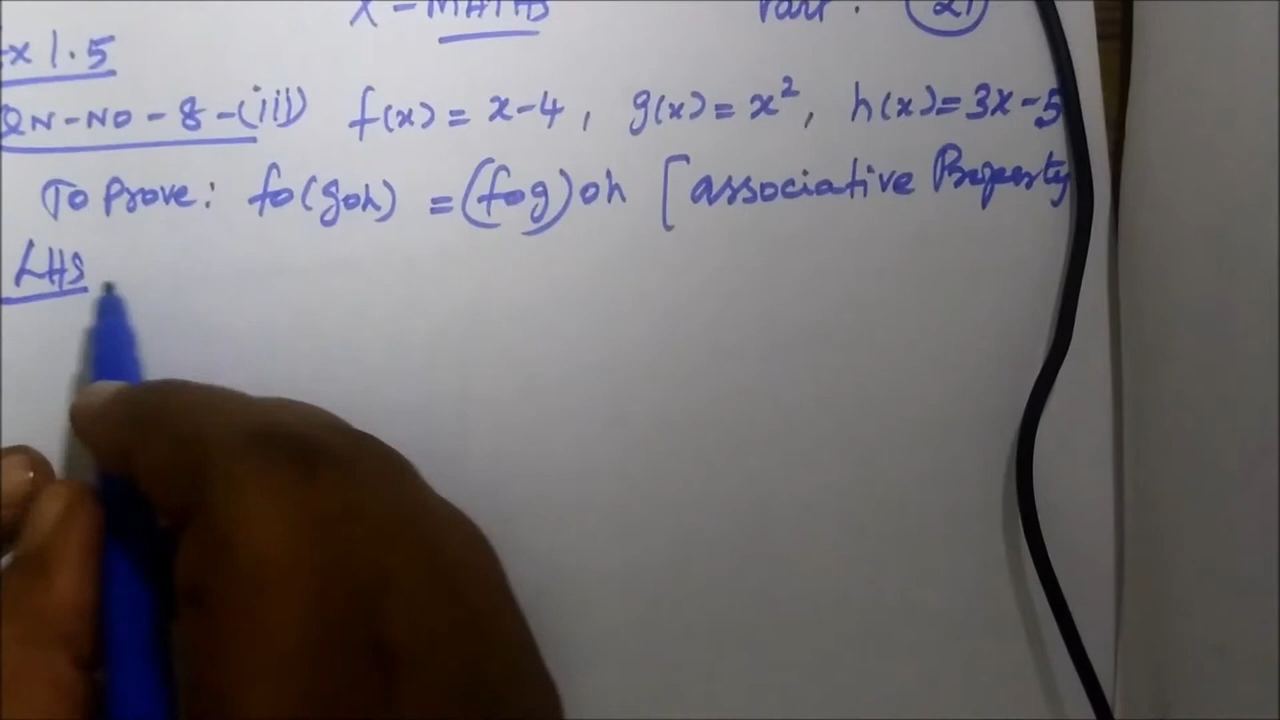 X - MATHS Part : 21
Ex 1.5
QN-NO-8-(iii) f(x) = x-4 , g(x) = x², h(x) = 3x-5
To Prove: fo(goh) = (fog)oh [associative Property
LHS